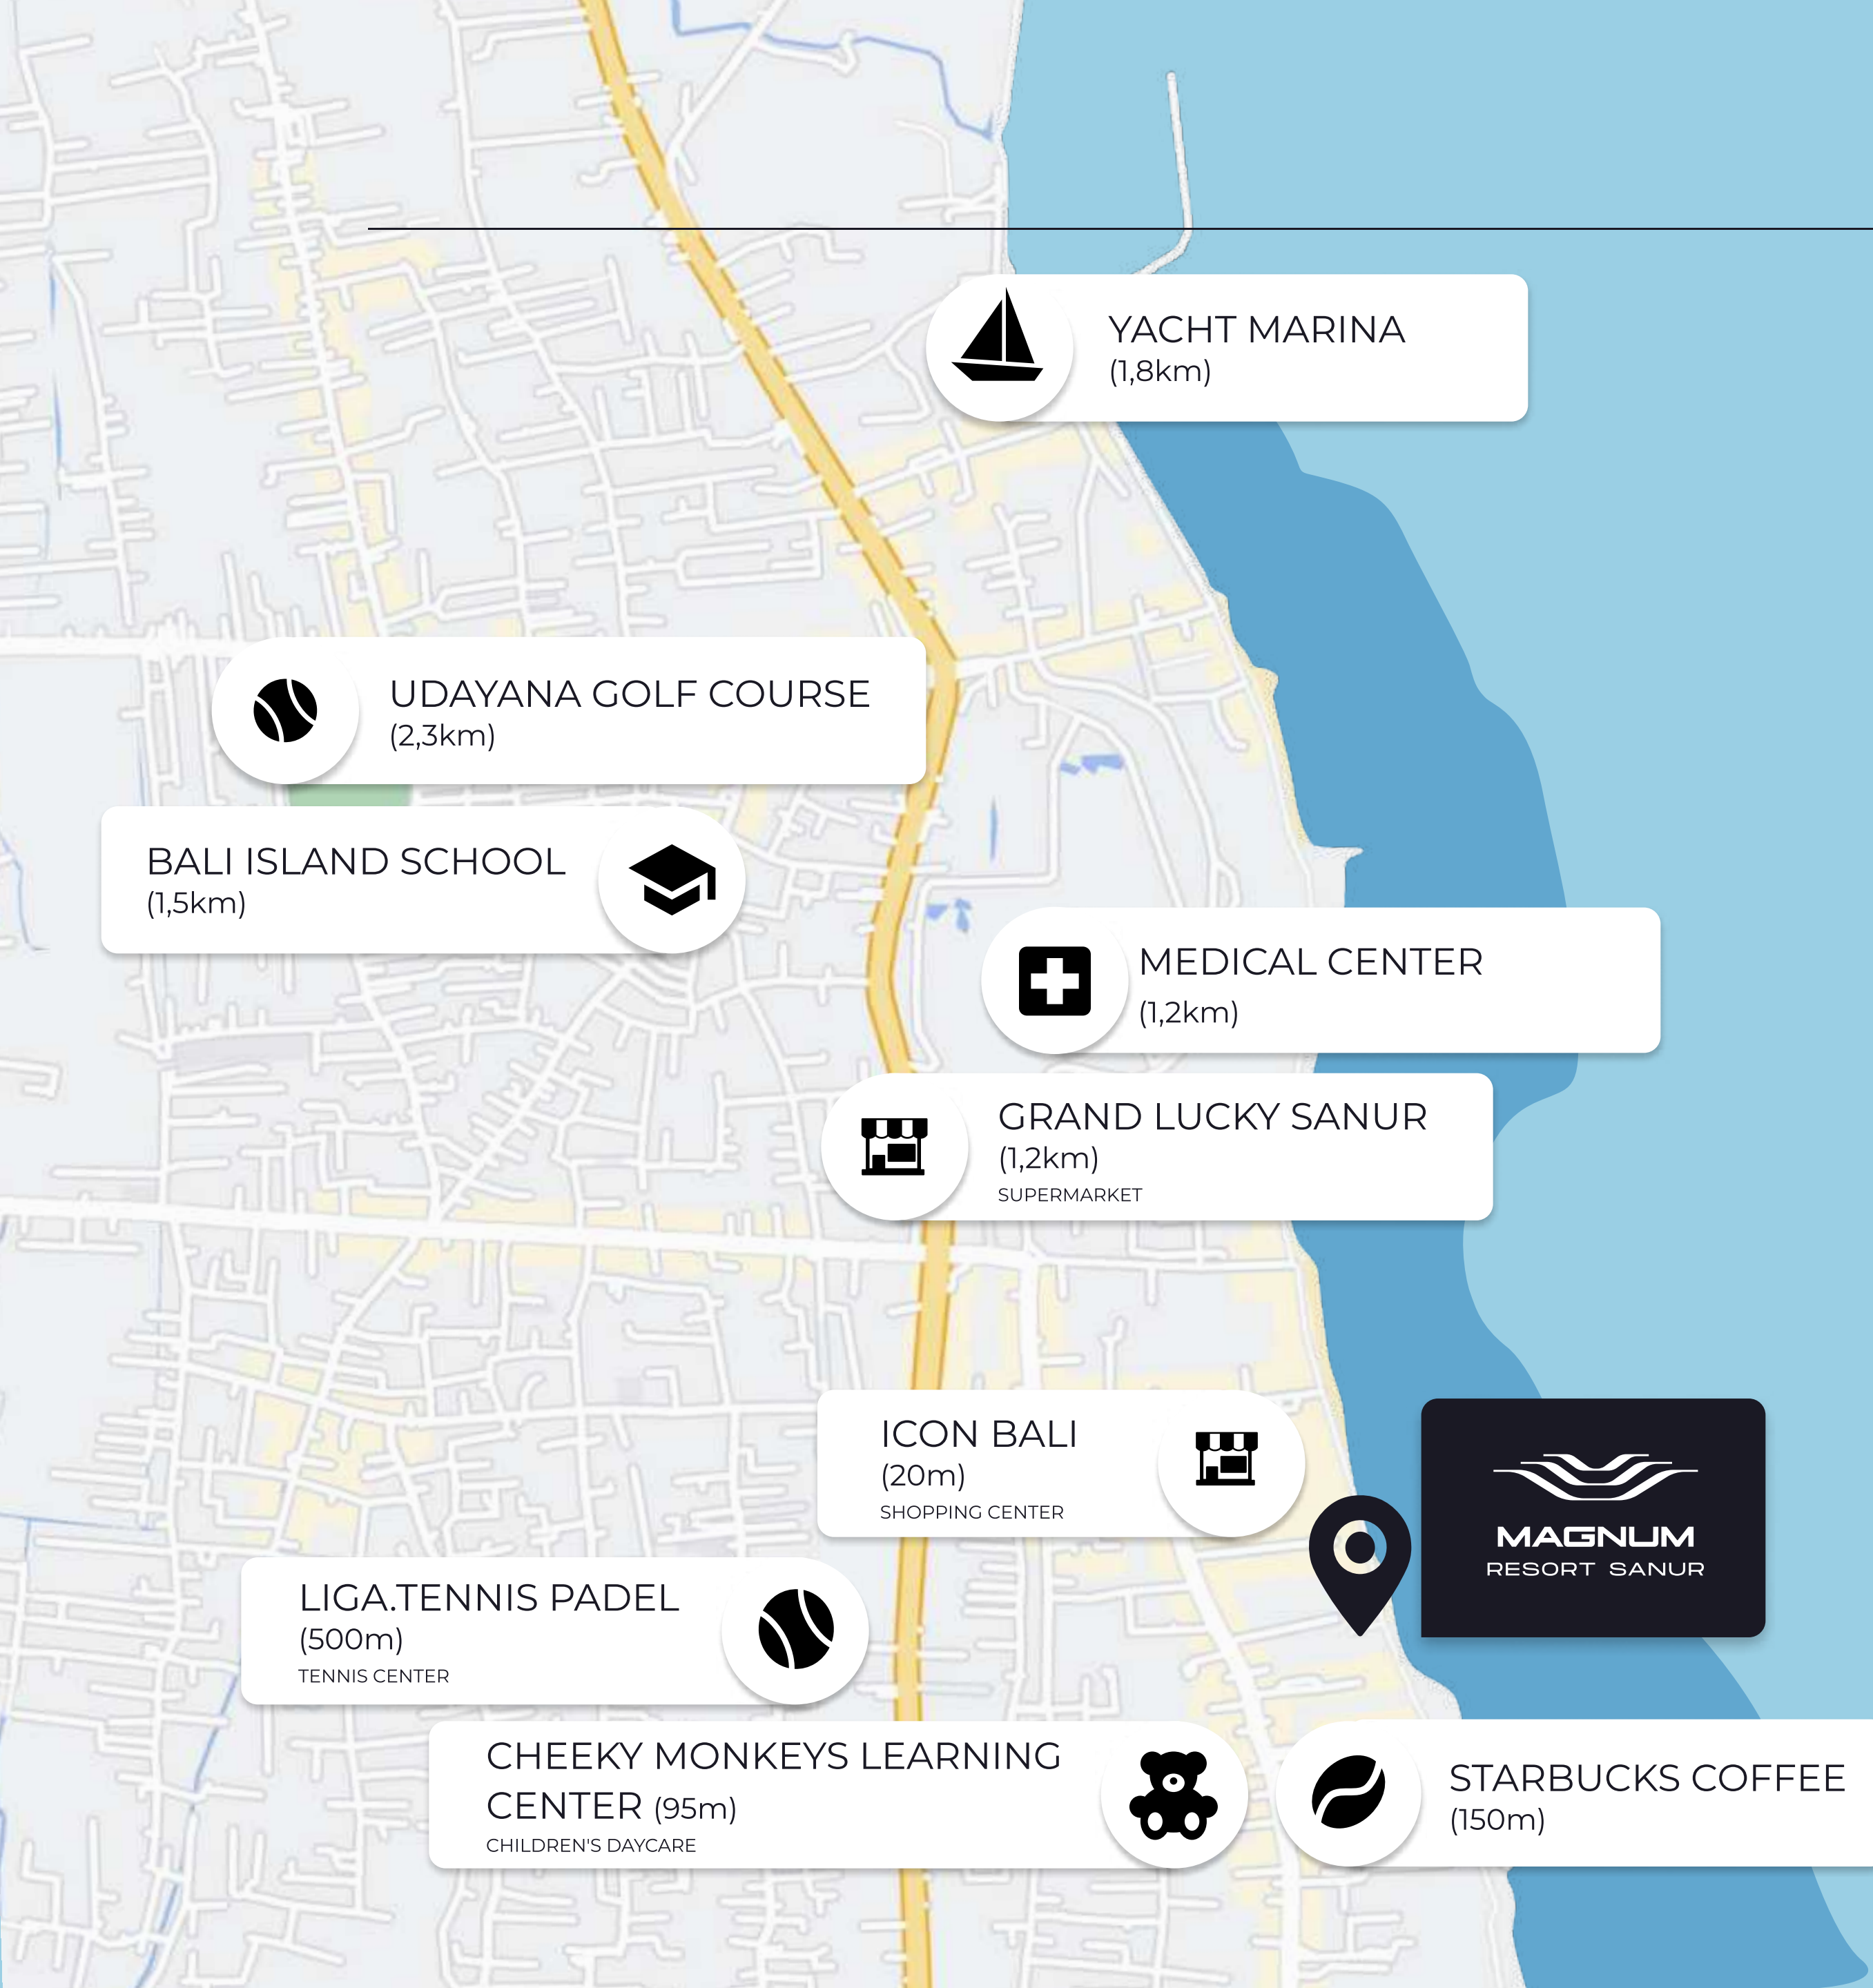 YACHT MARINA
(1,8km)
UDAYANA GOLF COURSE
(2,3km)
BALI ISLAND SCHOOL
(1,5km)
MEDICAL CENTER
(1,2km)
GRAND LUCKY SANUR
(1,2km)
SUPERMARKET
ICON BALI
(20m)
SHOPPING CENTER
MAGNUM
RESORT SANUR
LIGA.TENNIS PADEL
(500m)
TENNIS CENTER
CHEEKY MONKEYS LEARNING
CENTER (95m)
CHILDREN'S DAYCARE
STARBUCKS COFFEE
(150m)